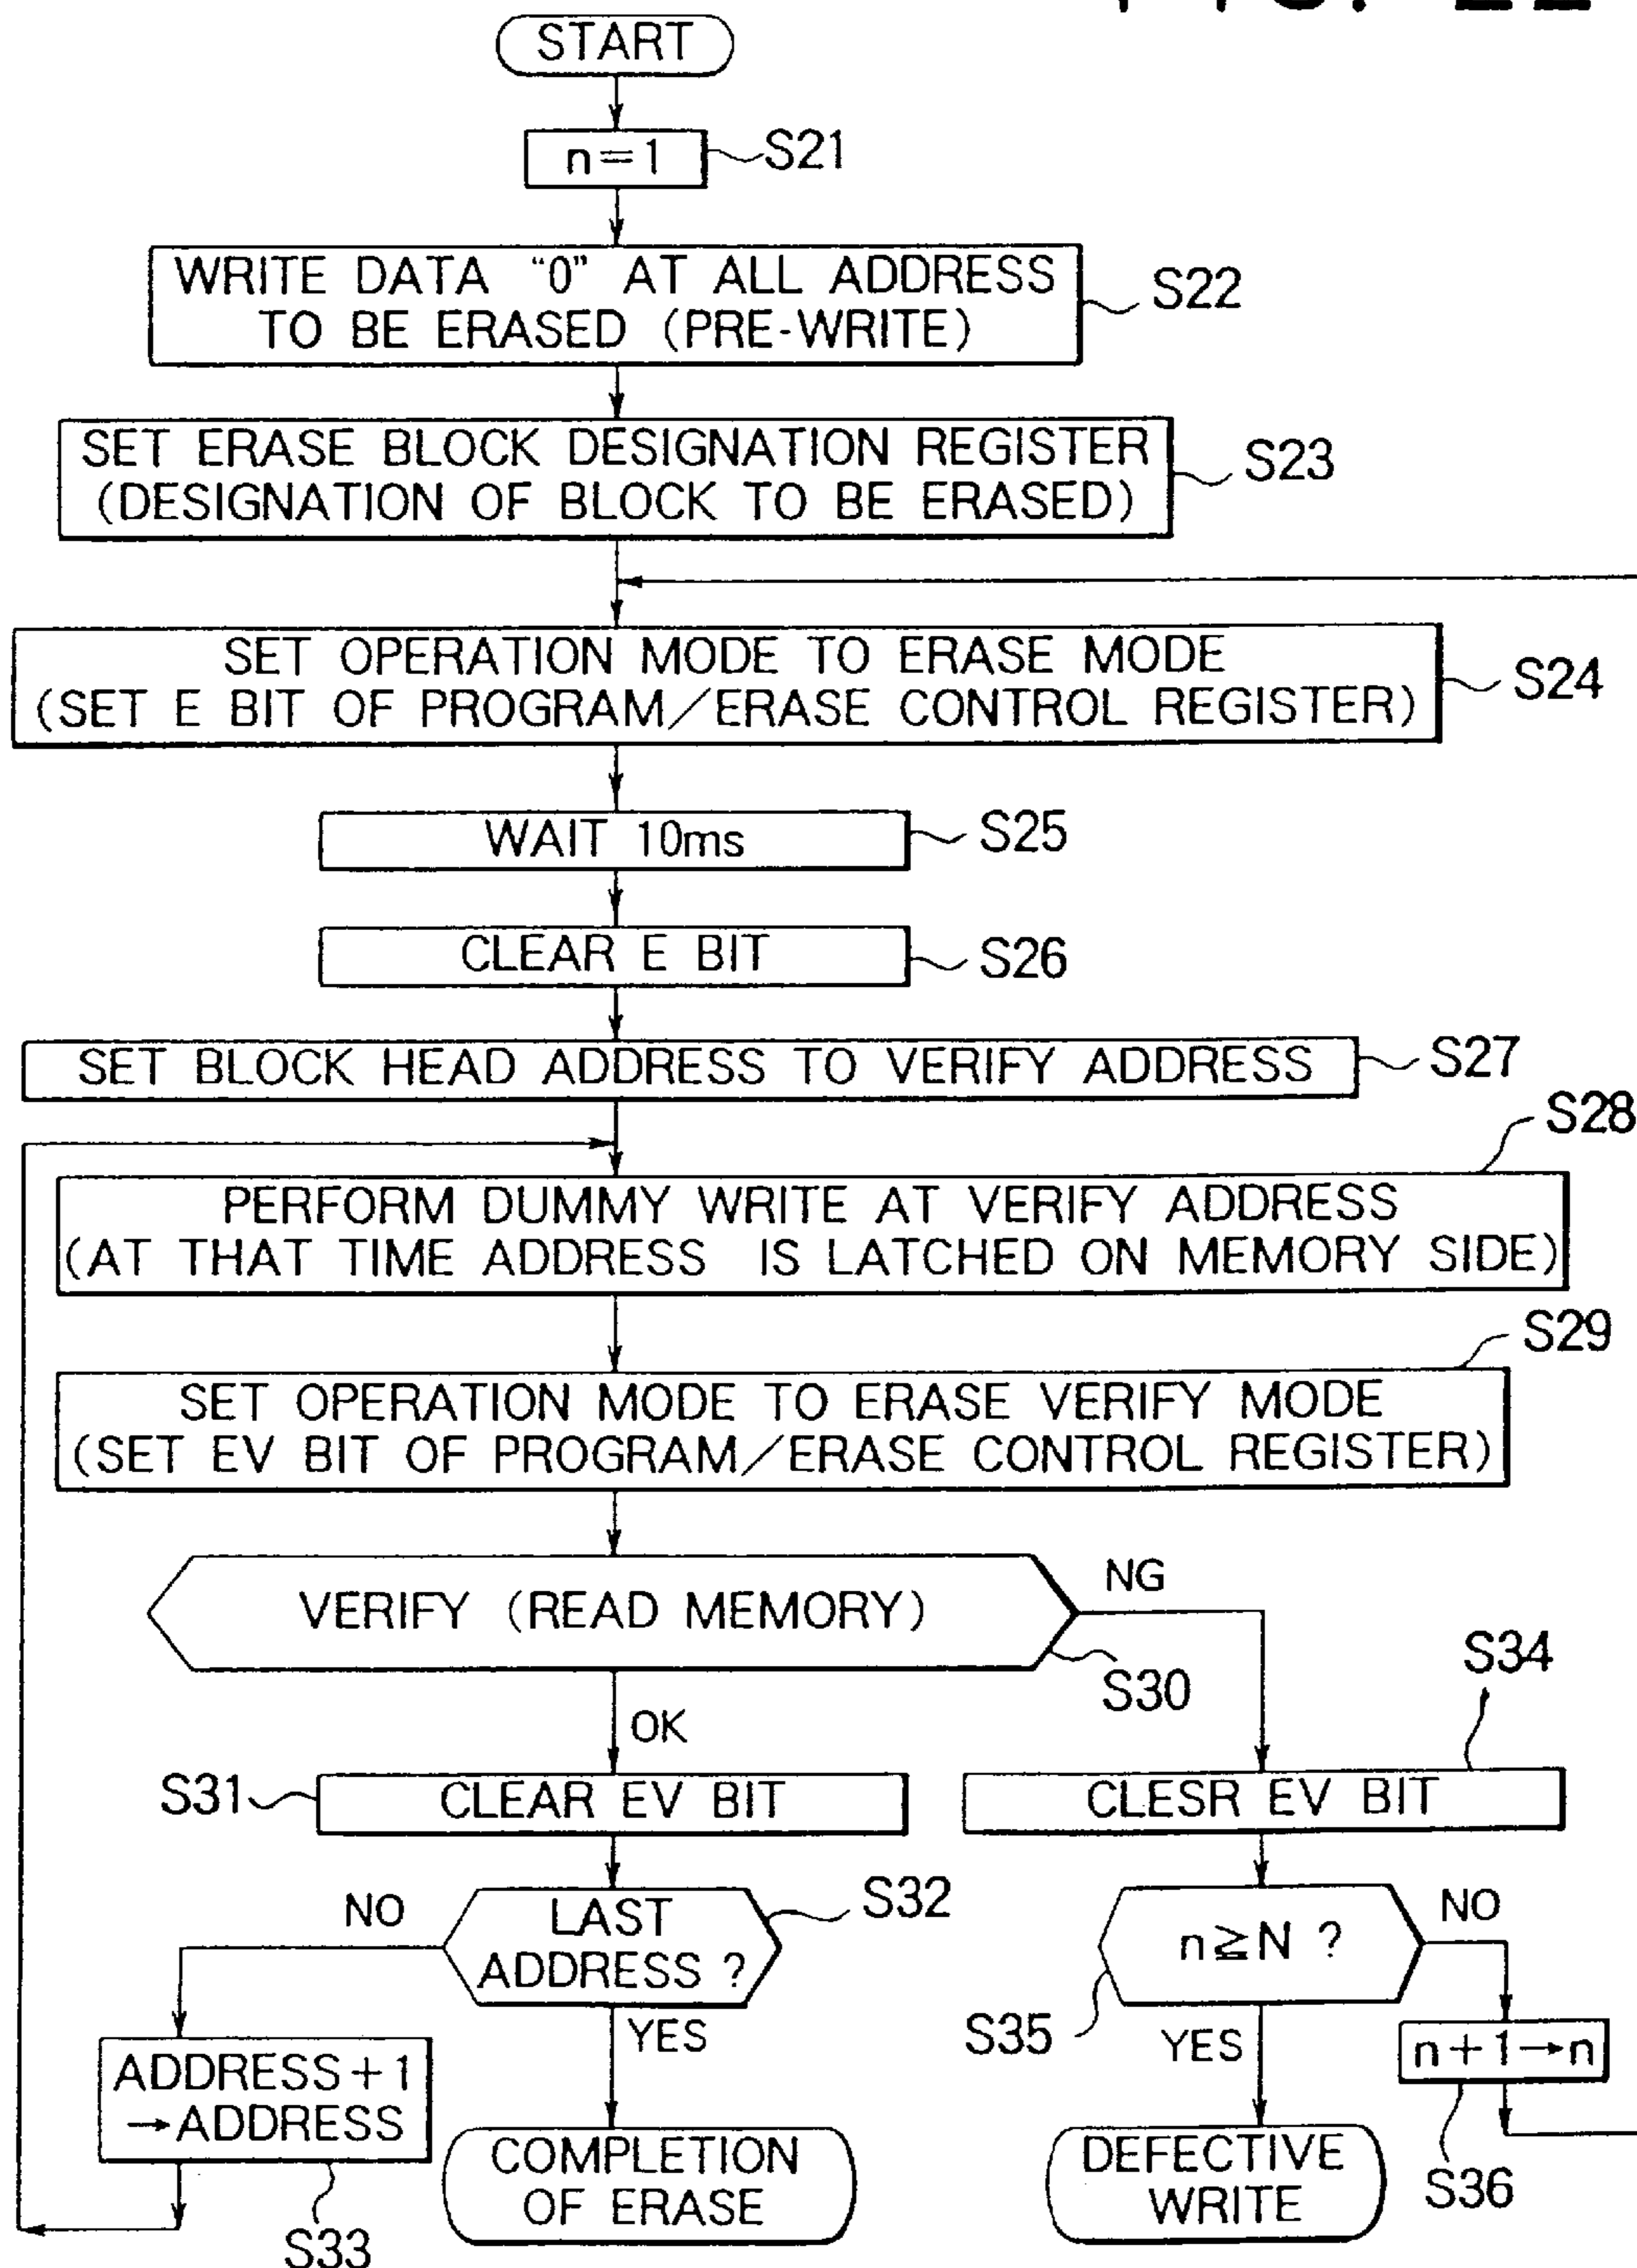 START
n=1
S21
WRITE DATA "0" AT ALL ADDRESS
TO BE ERASED (PRE-WRITE)
S22
SET ERASE BLOCK DESIGNATION REGISTER
(DESIGNATION OF BLOCK TO BE ERASED)
S23
SET OPERATION MODE TO ERASE MODE
(SET E BIT OF PROGRAM/ERASE CONTROL REGISTER)
S24
WAIT 10ms
S25
CLEAR E BIT
S26
SET BLOCK HEAD ADDRESS TO VERIFY ADDRESS
S27
S28
PERFORM DUMMY WRITE AT VERIFY ADDRESS
(AT THAT TIME ADDRESS IS LATCHED ON MEMORY SIDE)
S29
SET OPERATION MODE TO ERASE VERIFY MODE
(SET EV BIT OF PROGRAM/ERASE CONTROL REGISTER)
VERIFY (READ MEMORY)
NG
S30
OK
S34
S31
CLEAR EV BIT
CLESR EV BIT
NO
LAST
ADDRESS ?
S32
n≧N ?
NO
S35
YES
YES
ADDRESS+1
→ADDRESS
S33
n+1→n
S36
COMPLETION
OF ERASE
DEFECTIVE
WRITE